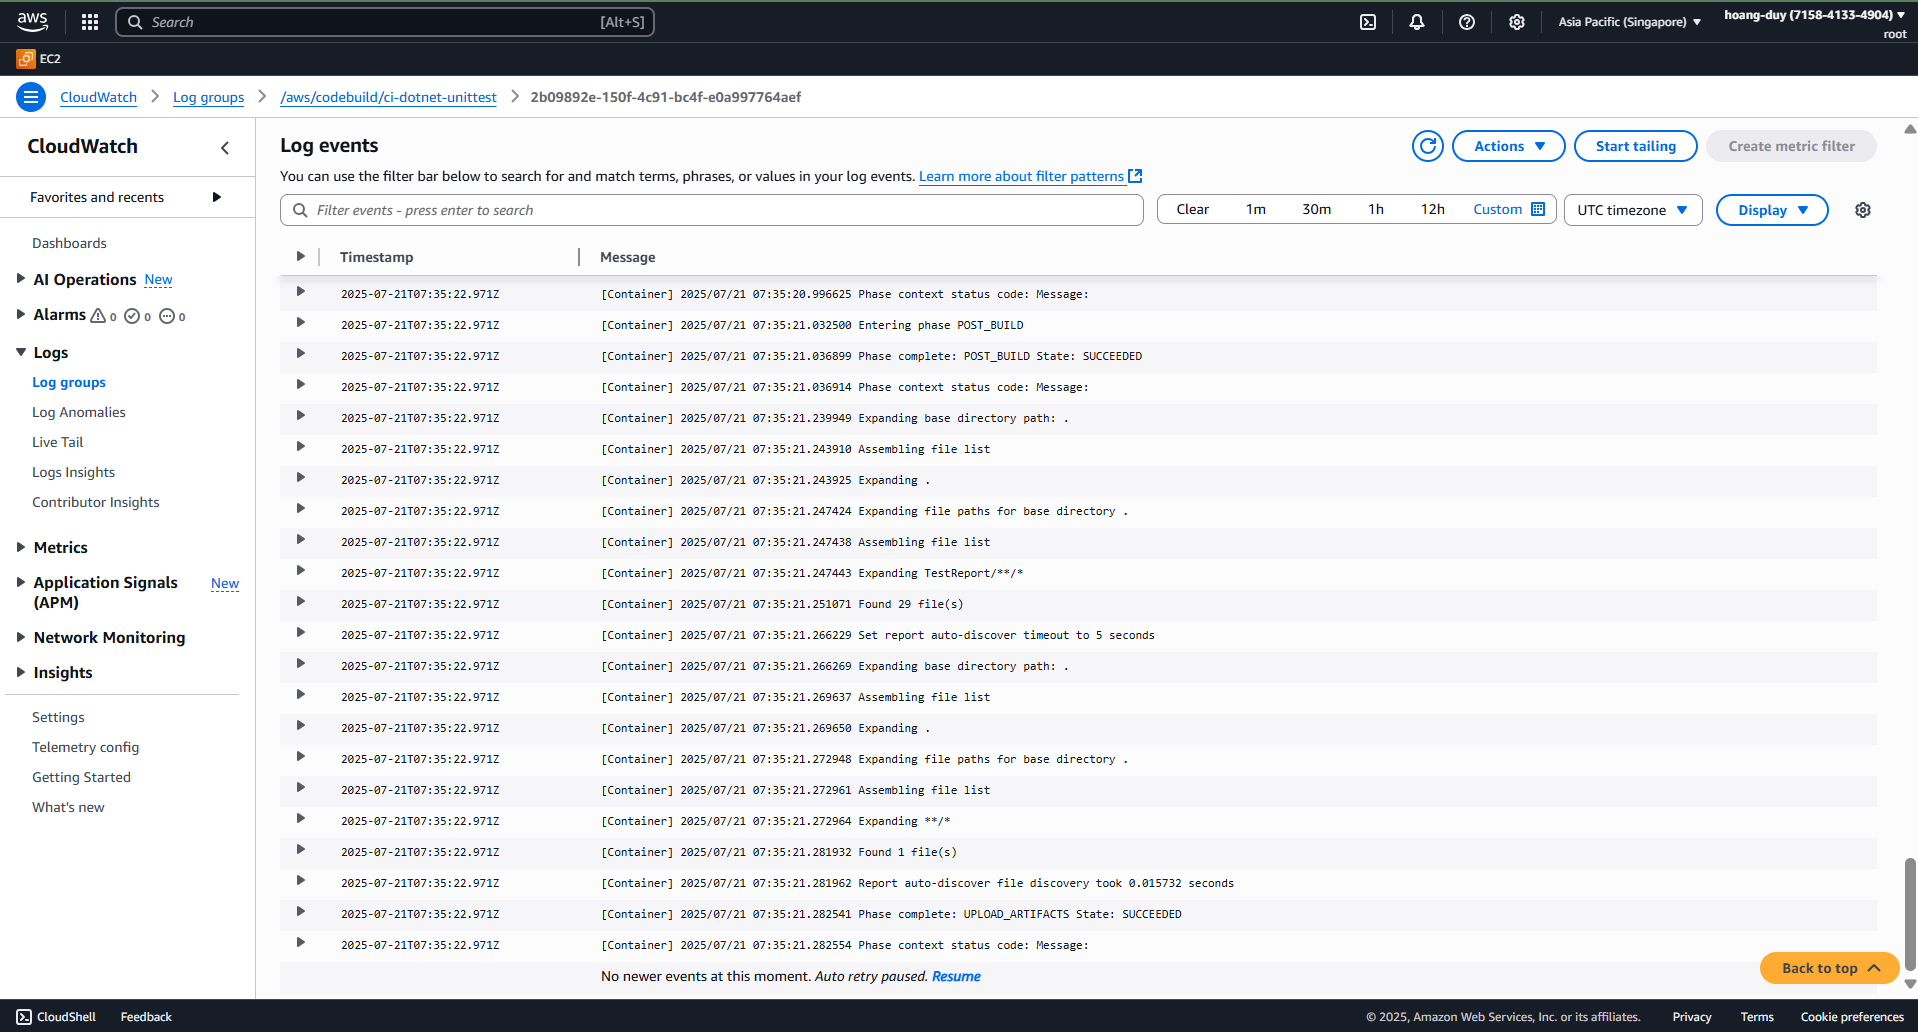 aws
Search [Alt+S]
Asia Pacific (Singapore)
hoang-duy (7158-4133-4904)
root
EC2
CloudWatch
Log groups
/aws/codebuild/ci-dotnet-unittest
2b09892e-150f-4c91-bc4f-e0a997764aef
CloudWatch
Favorites and recents
Dashboards
AI Operations New
Alarms 0 0 0
Logs
Log groups
Log Anomalies
Live Tail
Logs Insights
Contributor Insights
Metrics
Application Signals (APM) New
Network Monitoring
Insights
Settings
Telemetry config
Getting Started
What's new
Log events
Actions
Start tailing
Create metric filter
You can use the filter bar below to search for and match terms, phrases, or values in your log events. Learn more about filter patterns
Filter events - press enter to search
Clear 1m 30m 1h 12h Custom
UTC timezone
Display
Timestamp Message
2025-07-21T07:35:22.971Z [Container] 2025/07/21 07:35:20.996625 Phase context status code: Message:
2025-07-21T07:35:22.971Z [Container] 2025/07/21 07:35:21.032500 Entering phase POST_BUILD
2025-07-21T07:35:22.971Z [Container] 2025/07/21 07:35:21.036899 Phase complete: POST_BUILD State: SUCCEEDED
2025-07-21T07:35:22.971Z [Container] 2025/07/21 07:35:21.036914 Phase context status code: Message:
2025-07-21T07:35:22.971Z [Container] 2025/07/21 07:35:21.239949 Expanding base directory path: .
2025-07-21T07:35:22.971Z [Container] 2025/07/21 07:35:21.243910 Assembling file list
2025-07-21T07:35:22.971Z [Container] 2025/07/21 07:35:21.243925 Expanding .
2025-07-21T07:35:22.971Z [Container] 2025/07/21 07:35:21.247424 Expanding file paths for base directory .
2025-07-21T07:35:22.971Z [Container] 2025/07/21 07:35:21.247438 Assembling file list
2025-07-21T07:35:22.971Z [Container] 2025/07/21 07:35:21.247443 Expanding TestReport/**/*
2025-07-21T07:35:22.971Z [Container] 2025/07/21 07:35:21.251071 Found 29 file(s)
2025-07-21T07:35:22.971Z [Container] 2025/07/21 07:35:21.266229 Set report auto-discover timeout to 5 seconds
2025-07-21T07:35:22.971Z [Container] 2025/07/21 07:35:21.266269 Expanding base directory path: .
2025-07-21T07:35:22.971Z [Container] 2025/07/21 07:35:21.269637 Assembling file list
2025-07-21T07:35:22.971Z [Container] 2025/07/21 07:35:21.269650 Expanding .
2025-07-21T07:35:22.971Z [Container] 2025/07/21 07:35:21.272948 Expanding file paths for base directory .
2025-07-21T07:35:22.971Z [Container] 2025/07/21 07:35:21.272961 Assembling file list
2025-07-21T07:35:22.971Z [Container] 2025/07/21 07:35:21.272964 Expanding **/*
2025-07-21T07:35:22.971Z [Container] 2025/07/21 07:35:21.281932 Found 1 file(s)
2025-07-21T07:35:22.971Z [Container] 2025/07/21 07:35:21.281962 Report auto-discover file discovery took 0.015732 seconds
2025-07-21T07:35:22.971Z [Container] 2025/07/21 07:35:21.282541 Phase complete: UPLOAD_ARTIFACTS State: SUCCEEDED
2025-07-21T07:35:22.971Z [Container] 2025/07/21 07:35:21.282554 Phase context status code: Message:
No newer events at this moment. Auto retry paused. Resume
Back to top
CloudShell Feedback
© 2025, Amazon Web Services, Inc. or its affiliates. Privacy Terms Cookie preferences